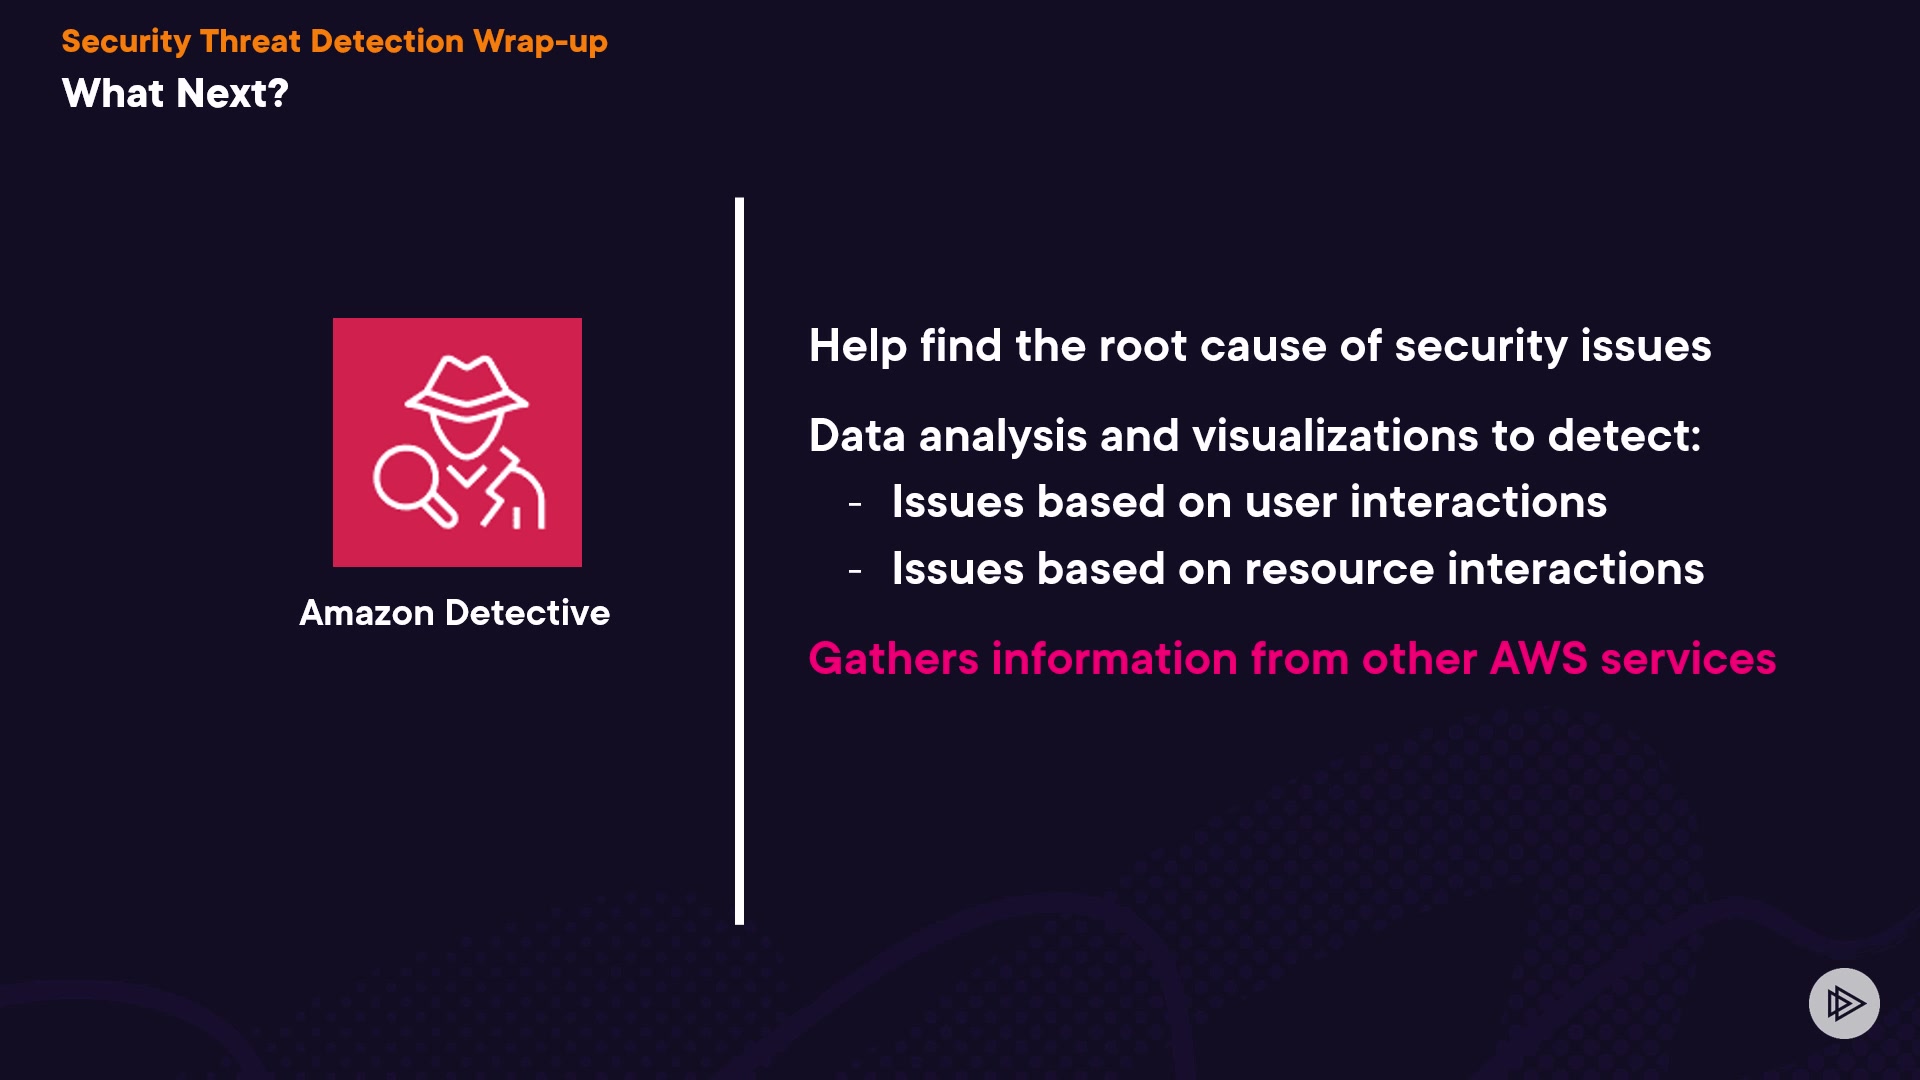 Security Threat Detection Wrap-up
What Next?
Amazon Detective
Help find the root cause of security issues
Data analysis and visualizations to detect:
- Issues based on user interactions
- Issues based on resource interactions
Gathers information from other AWS services